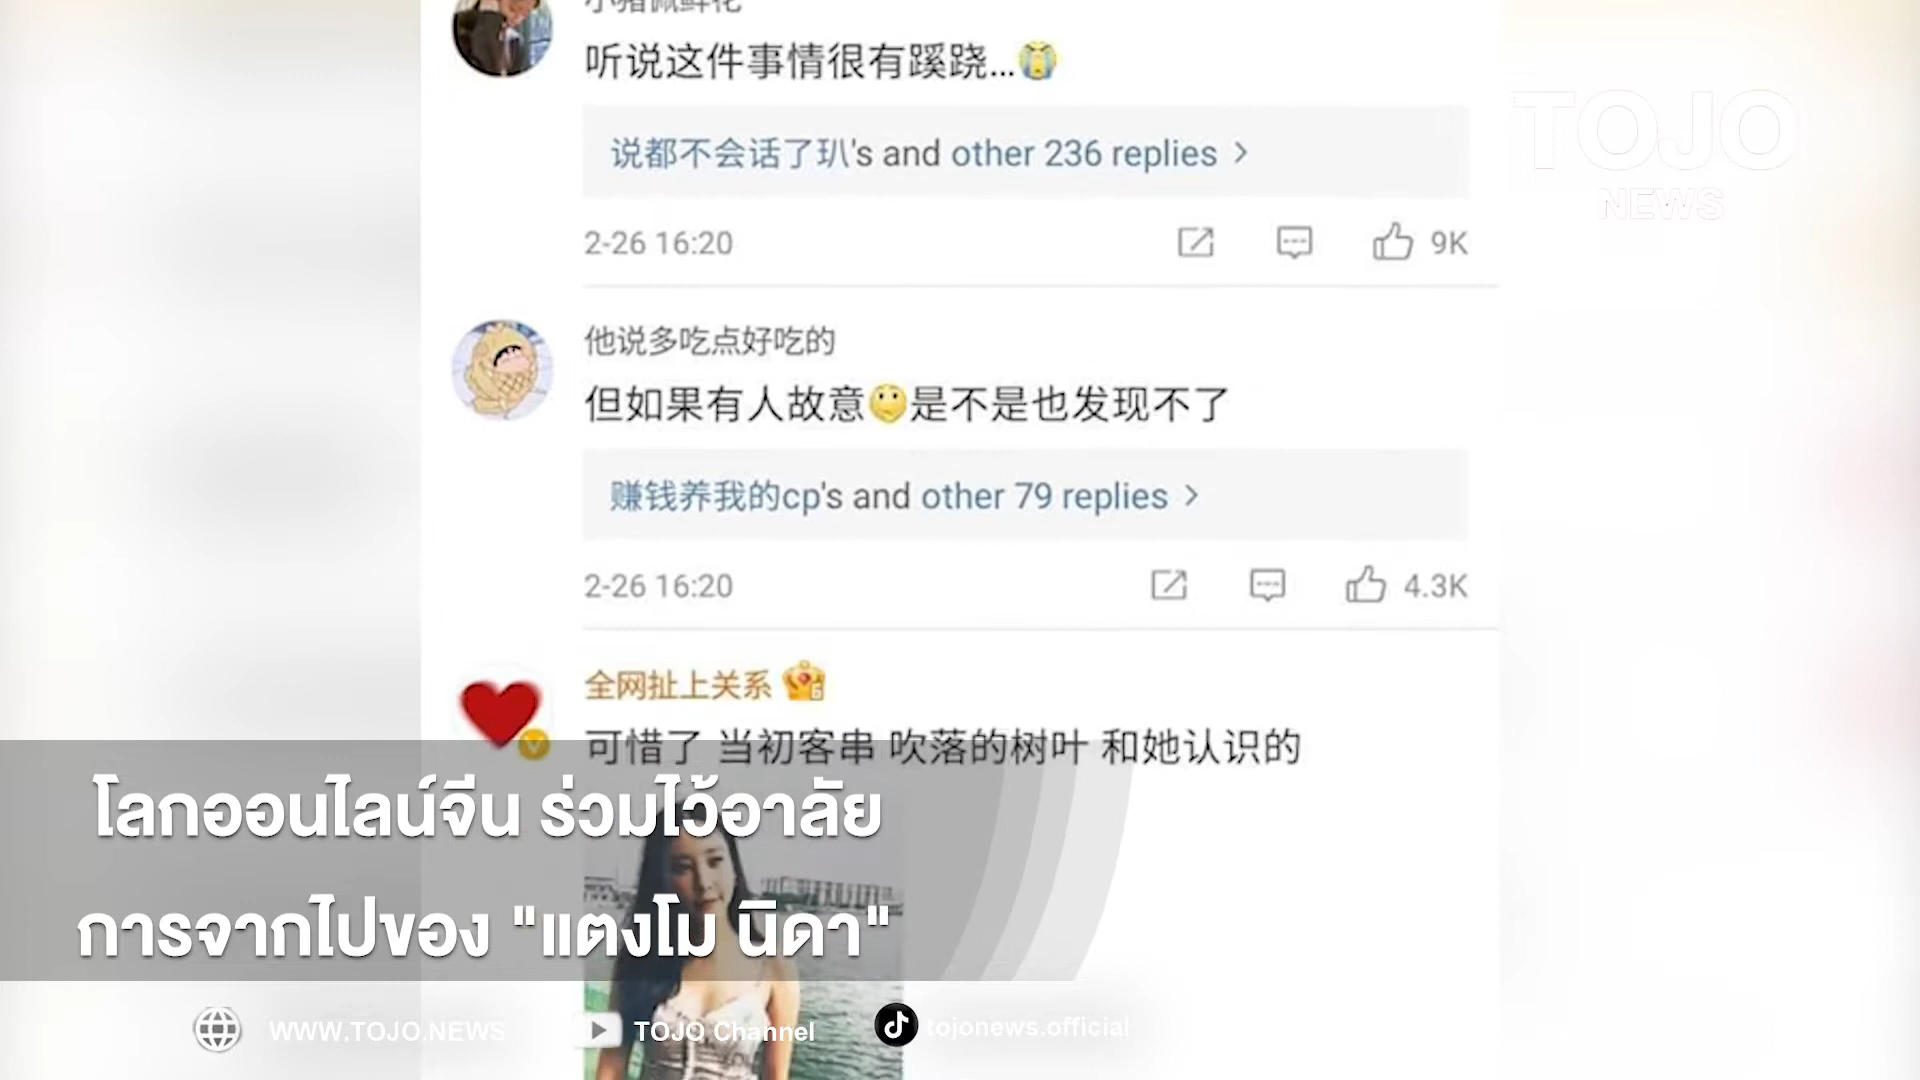 听说这件事情很有蹊跷...😭
说都不会话了玐's and other 236 replies >
2-26 16:20
9K
他说多吃点好吃的
但如果有人故意🤔是不是也发现不了
赚钱养我的cp's and other 79 replies >
2-26 16:20
4.3K
全网扯上关系
可惜了 当初客串 吹落的树叶 和她认识的
TOJO
NEWS
โลกออนไลน์จีน ร่วมไว้อาลัย
การจากไปของ "แตงโม นิดา"
WWW.TOJO.NEWS
TOJO Channel
tojonews.official